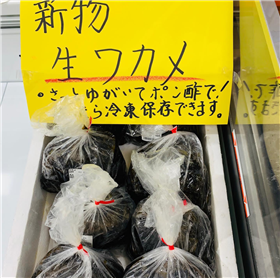 新物
生ワカメ
さっとゆがいてポン酢で!
ら冷凍保存できます。